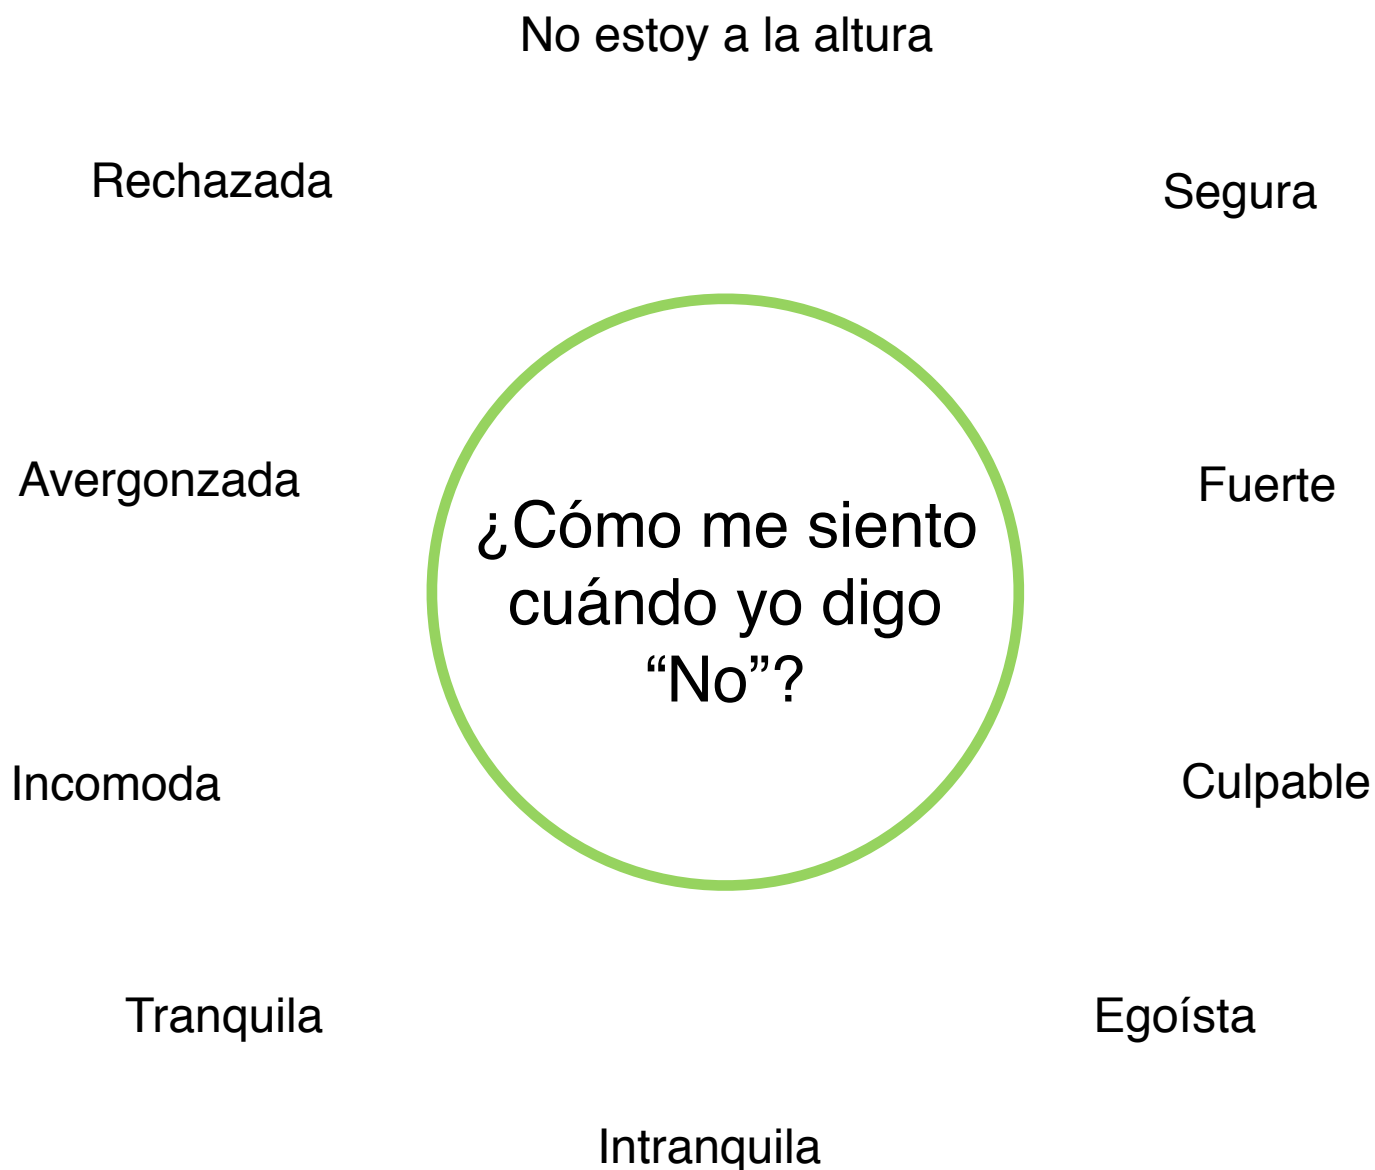 No estoy a la altura
Rechazada
Segura
Avergonzada
Fuerte
¿Cómo me siento
cuándo yo digo
“No”?
Incomoda
Culpable
Tranquila
Egoísta
Intranquila